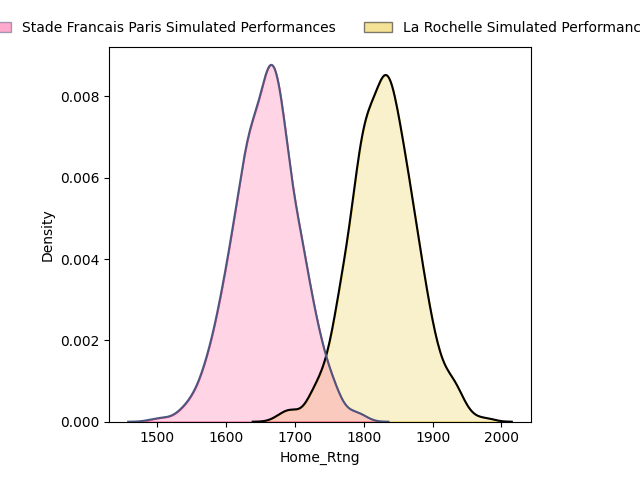 Stade Francais Paris Simulated Performances
La Rochelle Simulated Performanc
0.008
0.006
0.004
0.002
0.000
Density
1500 1600 1700 1800 1900 2000
Home_Rtng